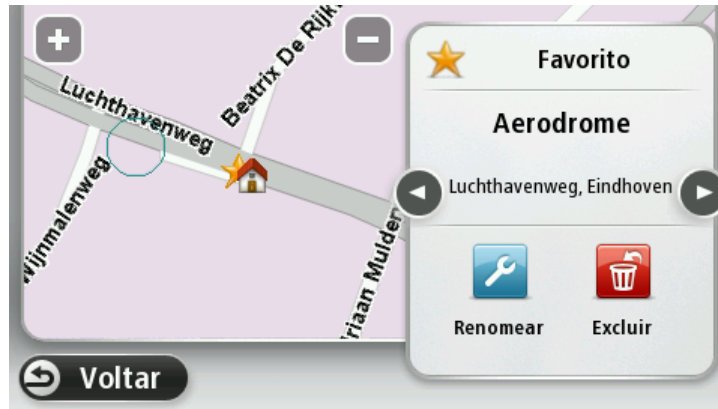 +
−
Beatrix De Rijk
Luchthavenweg
Wijnmalenweg
riaan Mulder
Favorito
Aerodrome
Luchthavenweg, Eindhoven
Renomear
Excluir
Voltar